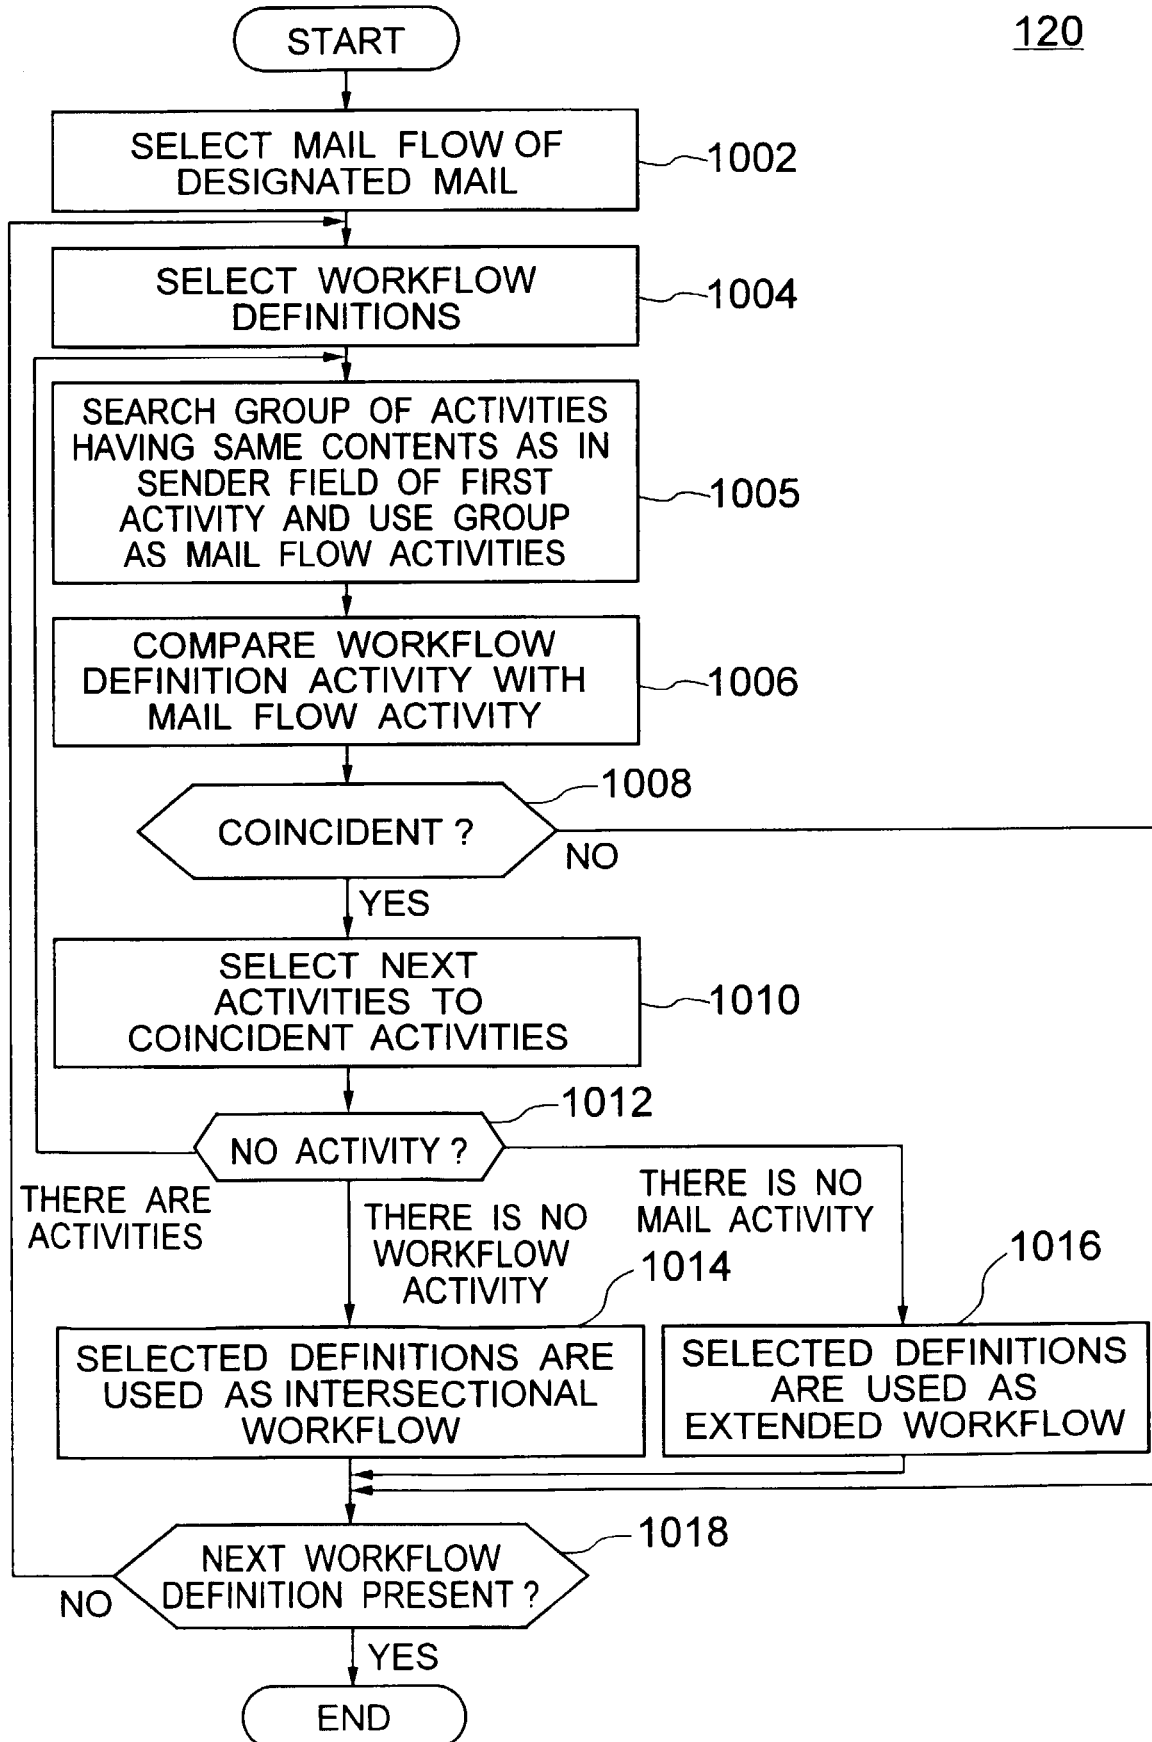 START
120
SELECT MAIL FLOW OF
DESIGNATED MAIL
1002
SELECT WORKFLOW
DEFINITIONS
1004
SEARCH GROUP OF ACTIVITIES
HAVING SAME CONTENTS AS IN
SENDER FIELD OF FIRST
ACTIVITY AND USE GROUP
AS MAIL FLOW ACTIVITIES
1005
COMPARE WORKFLOW
DEFINITION ACTIVITY WITH
MAIL FLOW ACTIVITY
1006
1008
COINCIDENT ?
NO
YES
SELECT NEXT
ACTIVITIES TO
COINCIDENT ACTIVITIES
1010
1012
NO ACTIVITY ?
THERE ARE
ACTIVITIES
THERE IS NO
WORKFLOW
ACTIVITY
THERE IS NO
MAIL ACTIVITY
1014
1016
SELECTED DEFINITIONS ARE
USED AS INTERSECTIONAL
WORKFLOW
SELECTED DEFINITIONS
ARE USED AS
EXTENDED WORKFLOW
1018
NEXT WORKFLOW
DEFINITION PRESENT ?
NO
YES
END